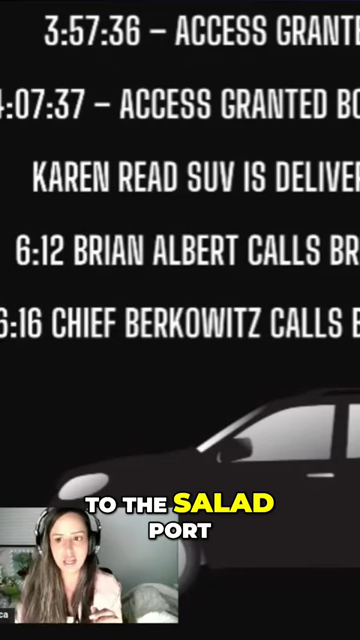 3:57:36 – ACCESS GRANTE
4:07:37 – ACCESS GRANTED BO
KAREN READ SUV IS DELIVER
6:12 BRIAN ALBERT CALLS BR
6:16 CHIEF BERKOWITZ CALLS B
TO THE SALAD
PORT
ca